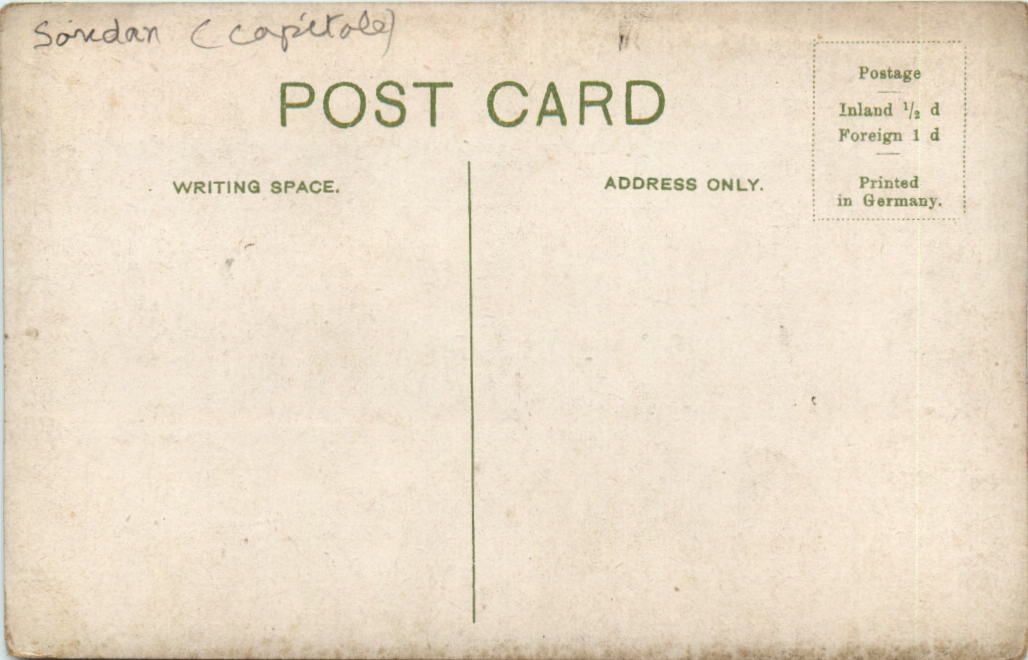 Soudan (capitale)
POST CARD
WRITING SPACE.
ADDRESS ONLY.
Postage
Inland ½ d
Foreign 1 d
Printed
in Germany.